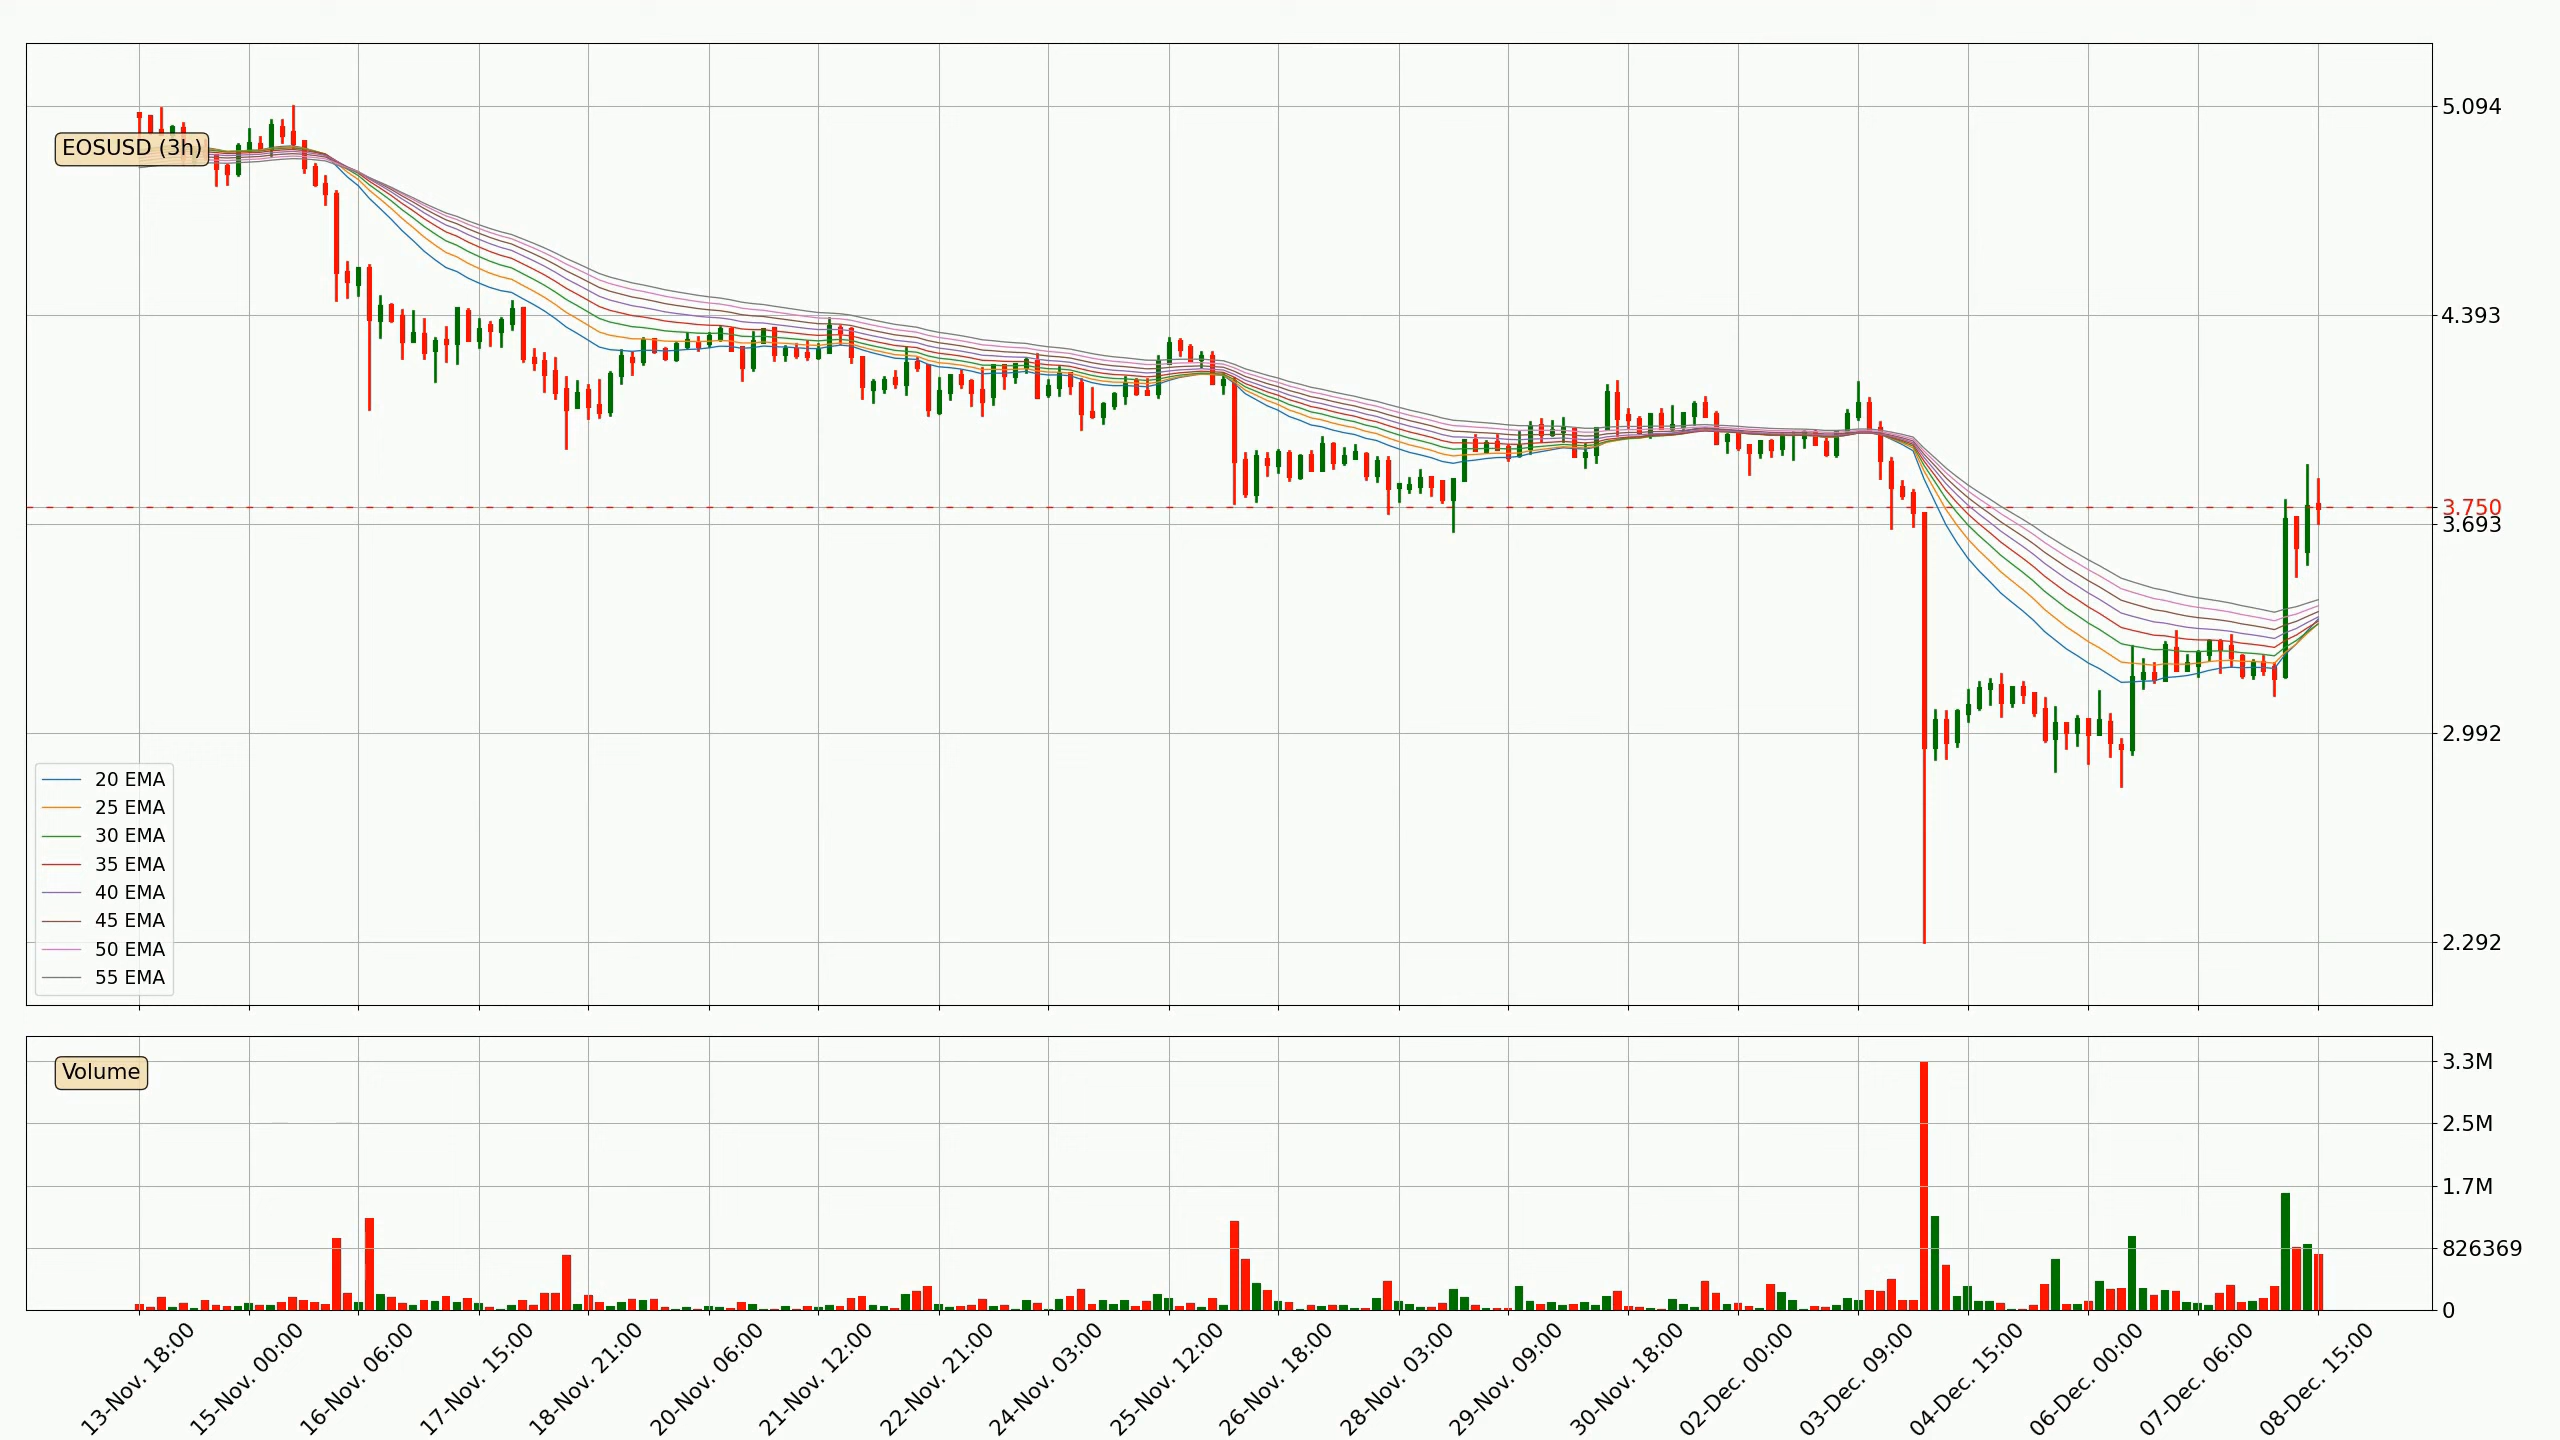 EOSUSD (3h)
5.094
4.393
3.750
3.693
2.992
2.292
20 EMA
25 EMA
30 EMA
35 EMA
40 EMA
45 EMA
50 EMA
55 EMA
Volume
3.3M
2.5M
1.7M
826369
0
13-Nov. 18:00
15-Nov. 00:00
16-Nov. 06:00
17-Nov. 15:00
18-Nov. 21:00
20-Nov. 06:00
21-Nov. 12:00
22-Nov. 21:00
24-Nov. 03:00
25-Nov. 12:00
26-Nov. 18:00
28-Nov. 03:00
29-Nov. 09:00
30-Nov. 18:00
02-Dec. 00:00
03-Dec. 09:00
04-Dec. 15:00
06-Dec. 00:00
07-Dec. 06:00
08-Dec. 15:00